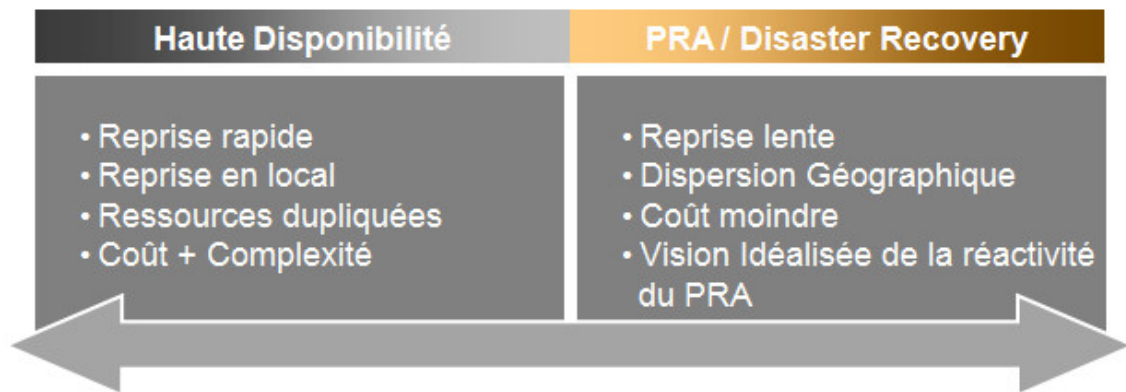 Haute Disponibilité
PRA / Disaster Recovery
• Reprise rapide
• Reprise en local
• Ressources dupliquées
• Coût + Complexité
• Reprise lente
• Dispersion Géographique
• Coût moindre
• Vision Idéalisée de la réactivité
du PRA